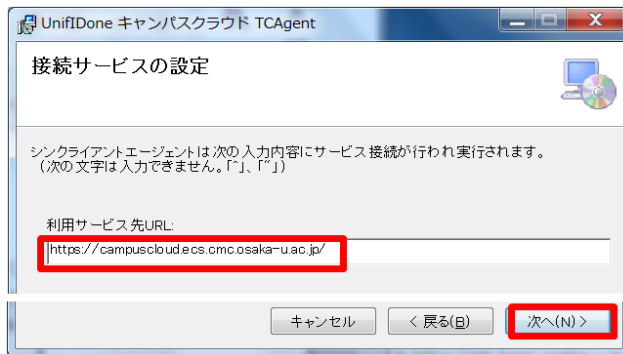 UnifIDone キャンパスクラウド TCAgent
接続サービスの設定
シンクライアントエージェントは次の入力内容にサービス接続が行われ実行されます。
（次の文字は入力できません。「^」、「"」）
利用サービス先URL:
https://campuscloud.ecs.cmc.osaka-u.ac.jp/
キャンセル
< 戻る(B)
次へ(N) >